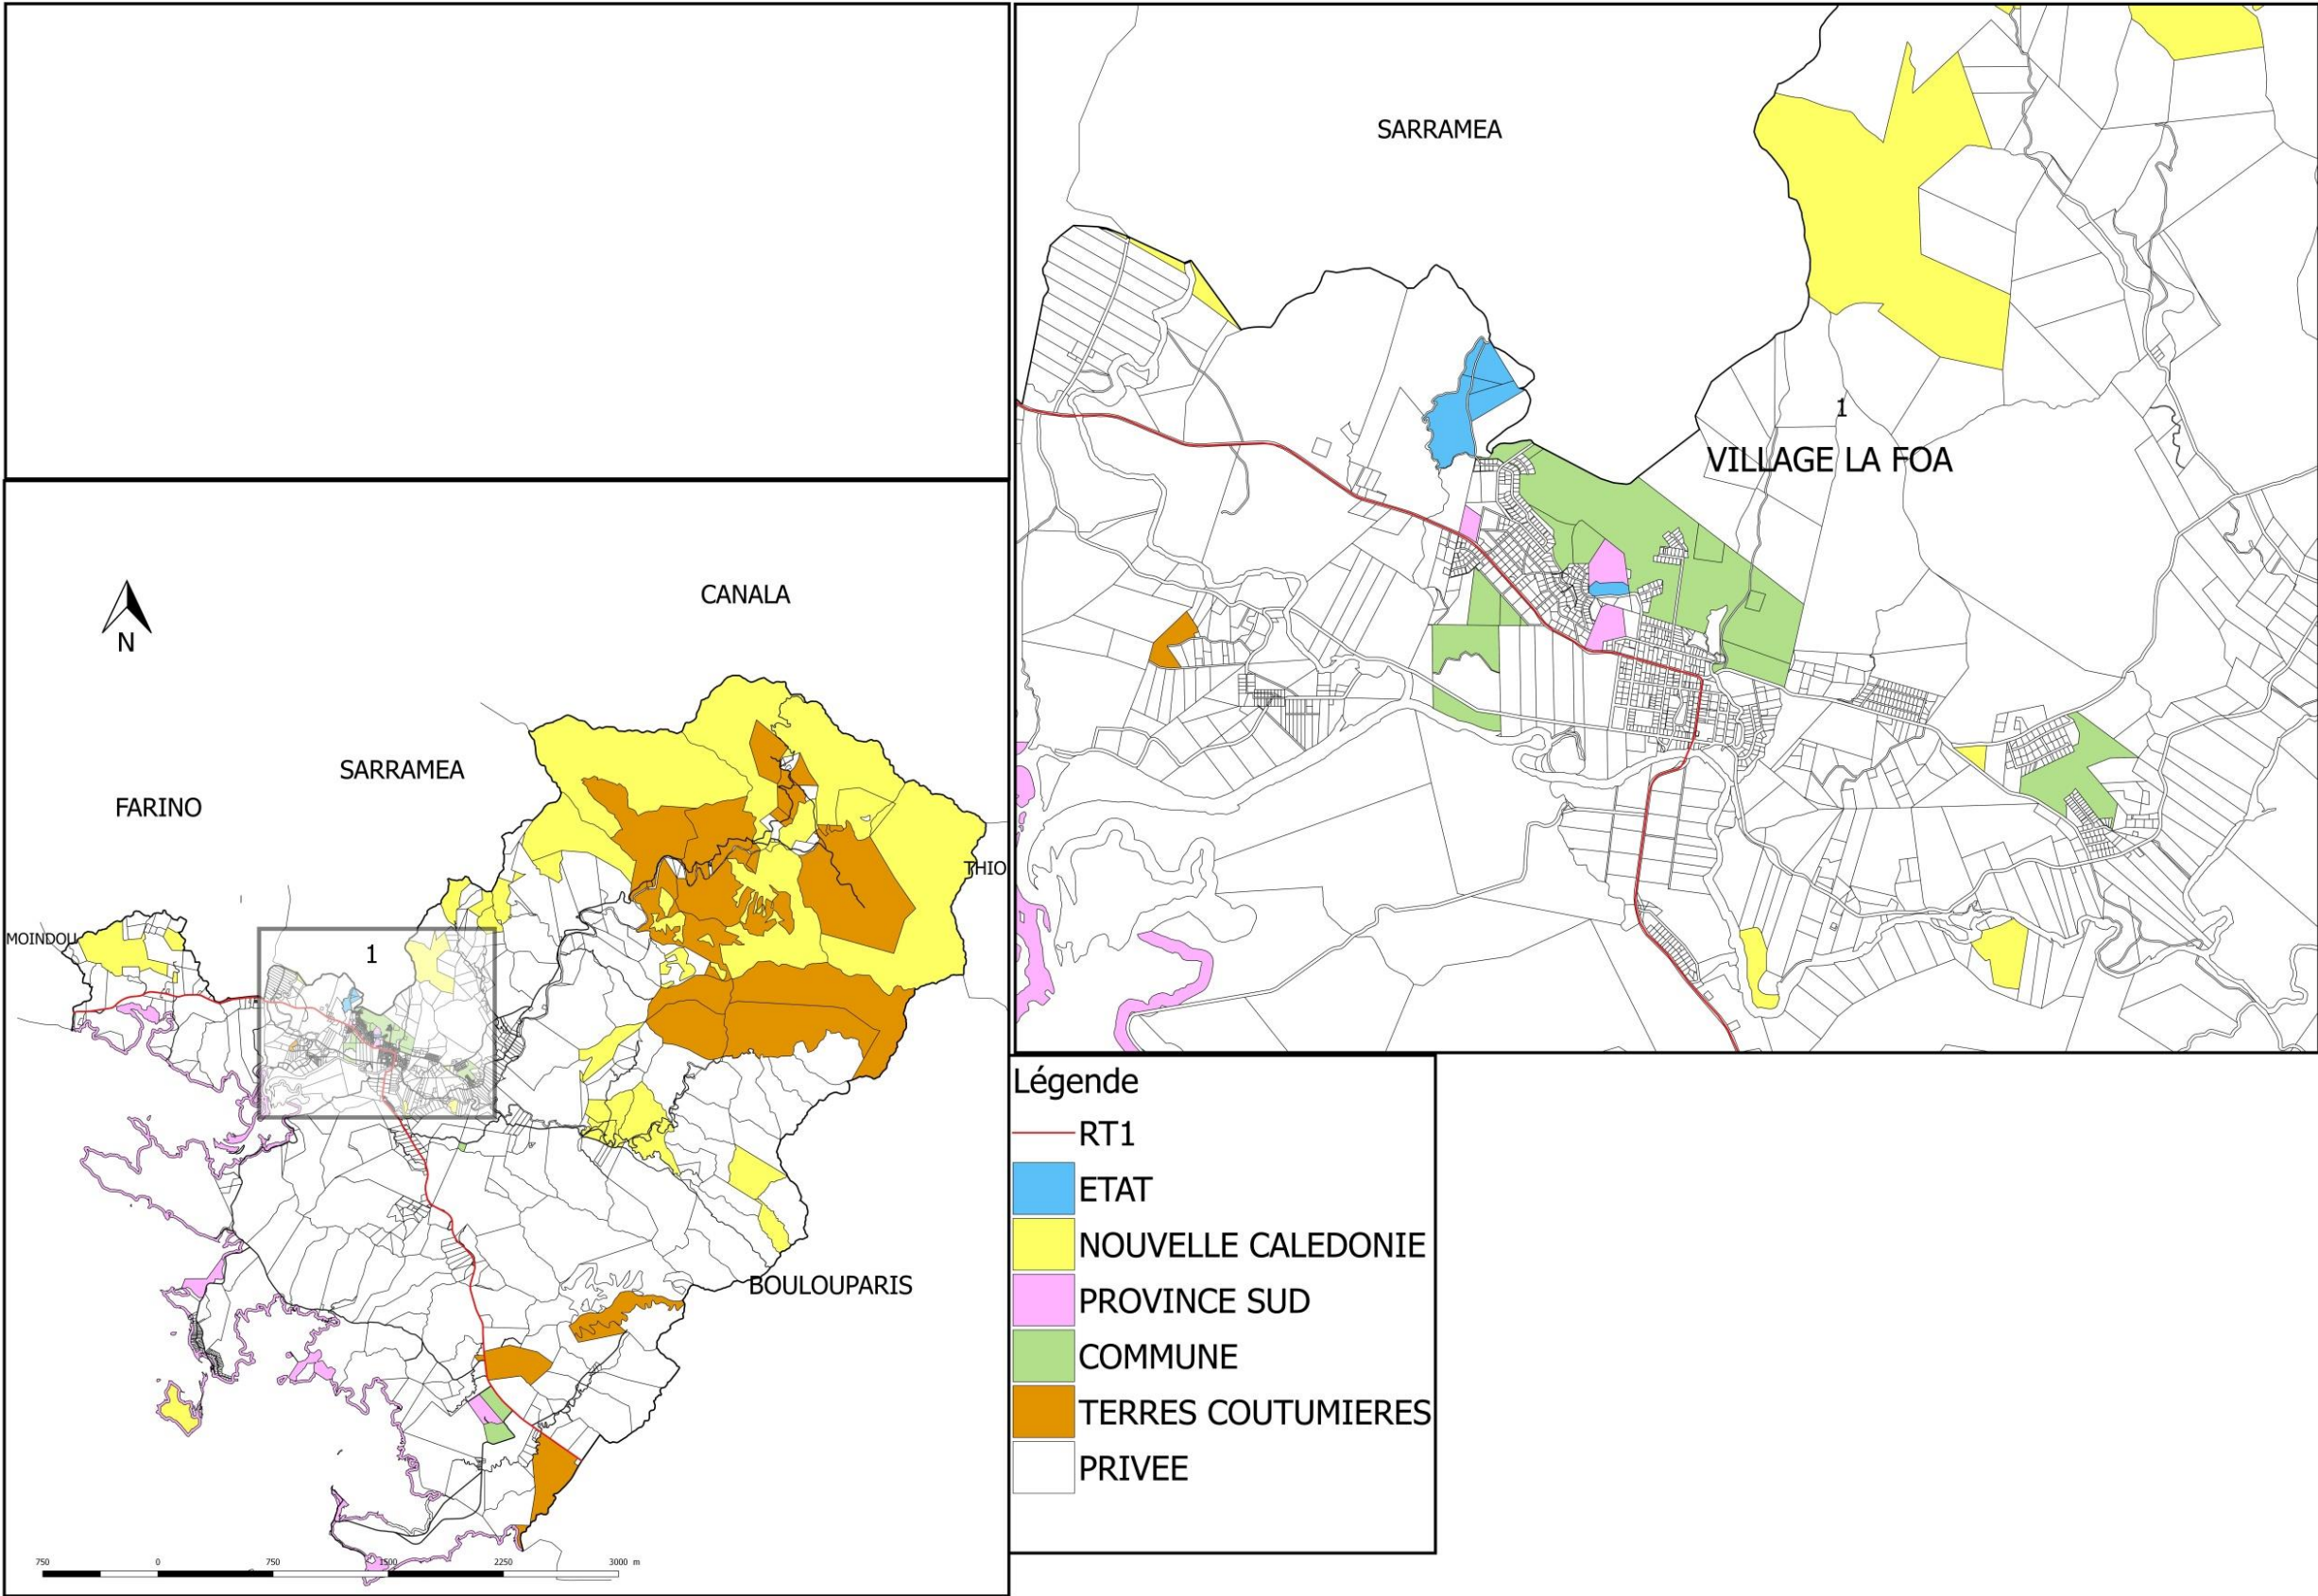 SARRAMEA
1
VILLAGE LA FOA
N
CANALA
SARRAMEA
FARINO
THIO
MOINDOU
1
BOULOUPARIS
750 0 750 1500 2250 3000 m
Légende
RT1
ETAT
NOUVELLE CALEDONIE
PROVINCE SUD
COMMUNE
TERRES COUTUMIERES
PRIVEE